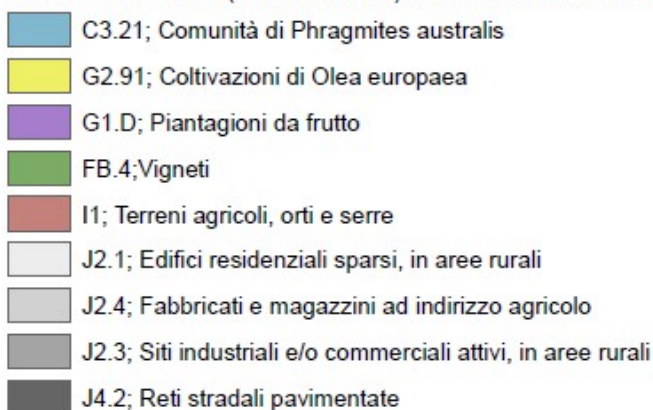 C3.21; Comunità di Phragmites australis
G2.91; Coltivazioni di Olea europaea
G1.D; Piantagioni da frutto
FB.4;Vigneti
I1; Terreni agricoli, orti e serre
J2.1; Edifici residenziali sparsi, in aree rurali
J2.4; Fabbricati e magazzini ad indirizzo agricolo
J2.3; Siti industriali e/o commerciali attivi, in aree rurali
J4.2; Reti stradali pavimentate